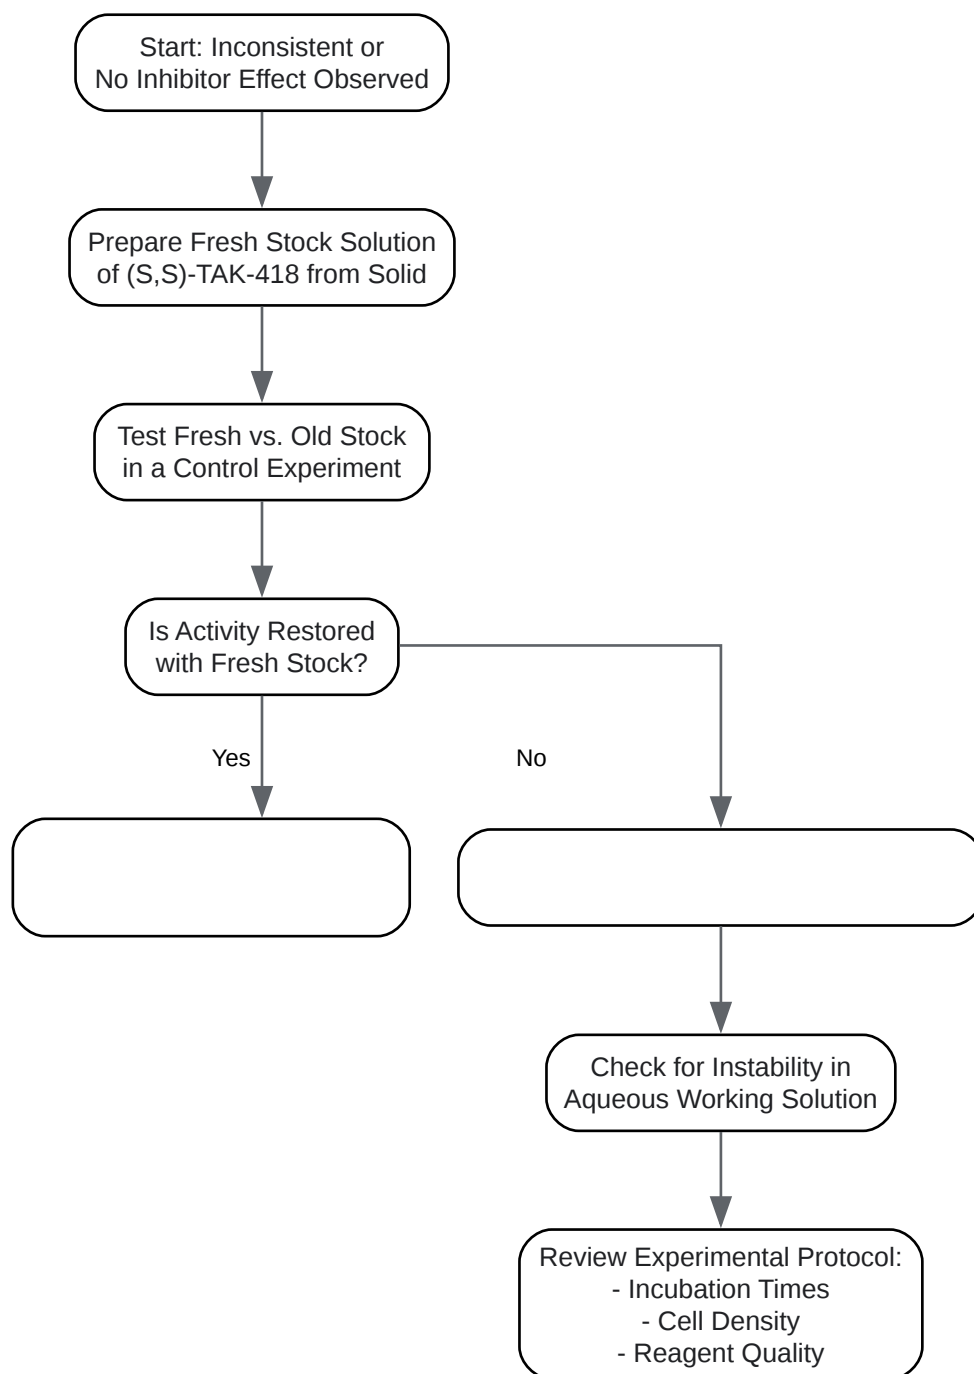 Start: Inconsistent or
No Inhibitor Effect Observed
Prepare Fresh Stock Solution
of (S,S)-TAK-418 from Solid
Test Fresh vs. Old Stock
in a Control Experiment
Is Activity Restored
with Fresh Stock?
Yes
No
Check for Instability in
Aqueous Working Solution
Review Experimental Protocol:
- Incubation Times
- Cell Density
- Reagent Quality